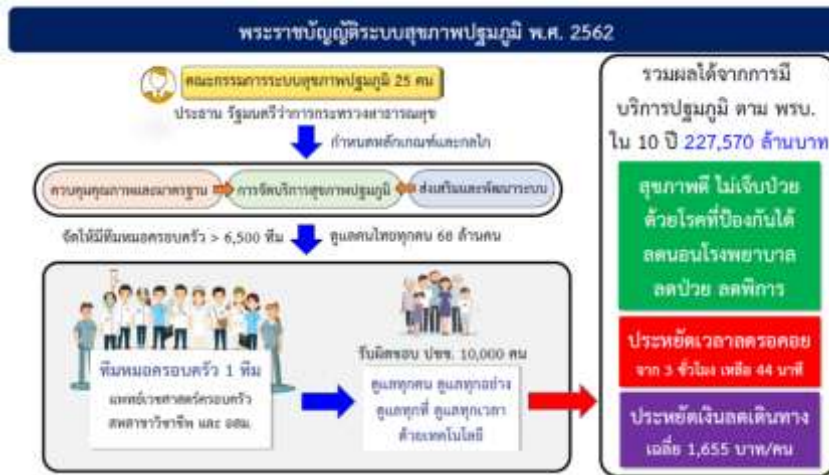 พระราชบัญญัติระบบสุขภาพปฐมภูมิ พ.ศ. 2562
คณะกรรมการระบบสุขภาพปฐมภูมิ 25 คน
ประธาน รัฐมนตรีว่าการกระทรวงสาธารณสุข
กำหนดหลักเกณฑ์และกลไก
ควบคุมคุณภาพและมาตรฐาน
การจัดบริการสุขภาพปฐมภูมิ
ส่งเสริมและพัฒนาระบบ
จัดให้มีทีมหมอครอบครัว > 6,500 ทีม
ดูแลคนไทยทุกคน 68 ล้านคน
ทีมหมอครอบครัว 1 ทีม
แพทย์เวชศาสตร์ครอบครัว
สหสาขาวิชาชีพ และ อสม.
รับผิดชอบ ปชช. 10,000 คน
ดูแลทุกคน ดูแลทุกอย่าง
ดูแลทุกที่ ดูแลทุกเวลา
ด้วยเทคโนโลยี
รวมผลได้จากการมี
บริการปฐมภูมิ ตาม พรบ.
ใน 10 ปี 227,570 ล้านบาท
สุขภาพดี ไม่เจ็บป่วย
ด้วยโรคที่ป้องกันได้
ลดนอนโรงพยาบาล
ลดป่วย ลดพิการ
ประหยัดเวลาลดรอคอย
จาก 3 ชั่วโมง เหลือ 44 นาที
ประหยัดเงินลดเดินทาง
เฉลี่ย 1,655 บาท/คน